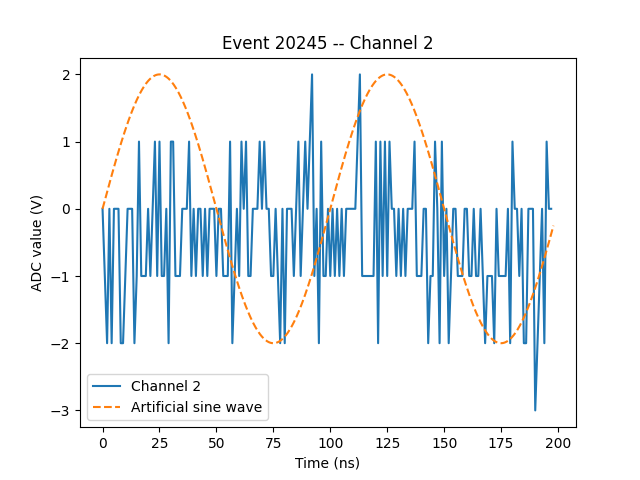 Event 20245 -- Channel 2
ADC value (V)
2
1
0
−1
−2
−3
Channel 2
Artificial sine wave
0 25 50 75 100 125 150 175 200
Time (ns)